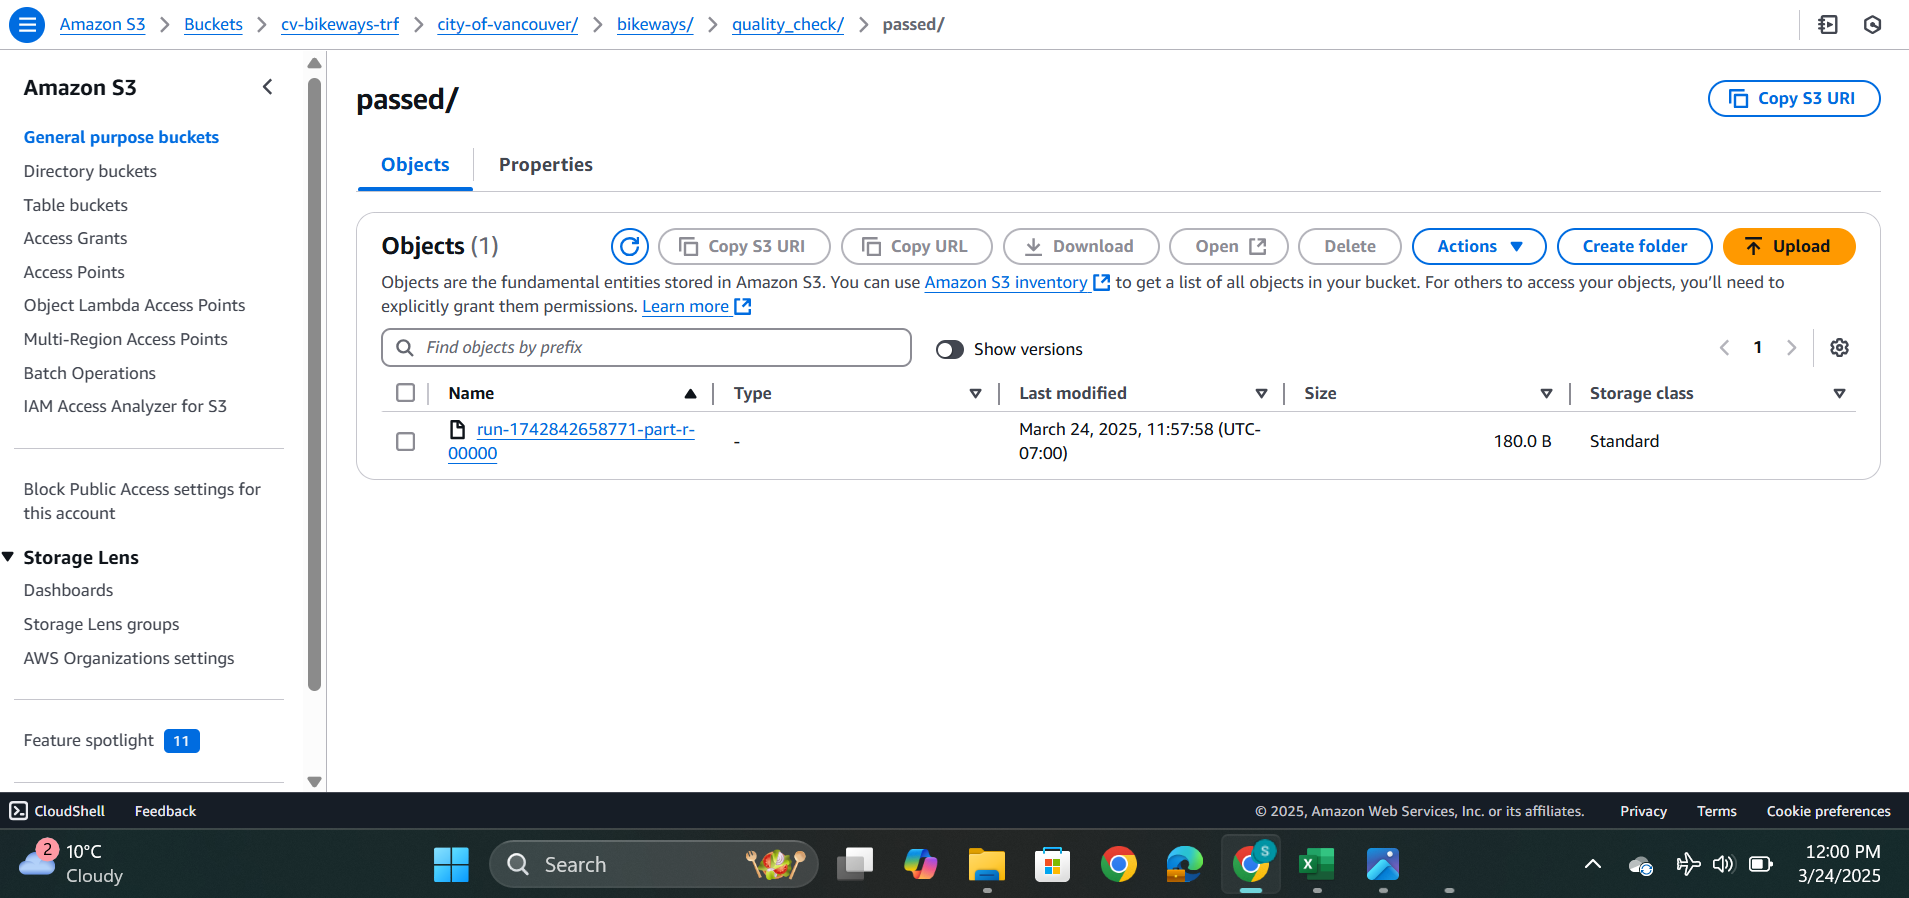 Amazon S3 > Buckets > cv-bikeways-trf > city-of-vancouver/ > bikeways/ > quality_check/ > passed/
Amazon S3
General purpose buckets
Directory buckets
Table buckets
Access Grants
Access Points
Object Lambda Access Points
Multi-Region Access Points
Batch Operations
IAM Access Analyzer for S3
Block Public Access settings for
this account
Storage Lens
Dashboards
Storage Lens groups
AWS Organizations settings
Feature spotlight 11
passed/
Copy S3 URI
Objects Properties
Objects (1)
Copy S3 URI Copy URL Download Open Delete Actions Create folder Upload
Objects are the fundamental entities stored in Amazon S3. You can use Amazon S3 inventory to get a list of all objects in your bucket. For others to access your objects, you'll need to
explicitly grant them permissions. Learn more
Find objects by prefix Show versions 1
Name Type Last modified Size Storage class
run-1742842658771-part-r-
00000
-
March 24, 2025, 11:57:58 (UTC-
07:00)
180.0 B
Standard
CloudShell Feedback © 2025, Amazon Web Services, Inc. or its affiliates. Privacy Terms Cookie preferences
2
10°C
Cloudy
Search
S
X
12:00 PM
3/24/2025